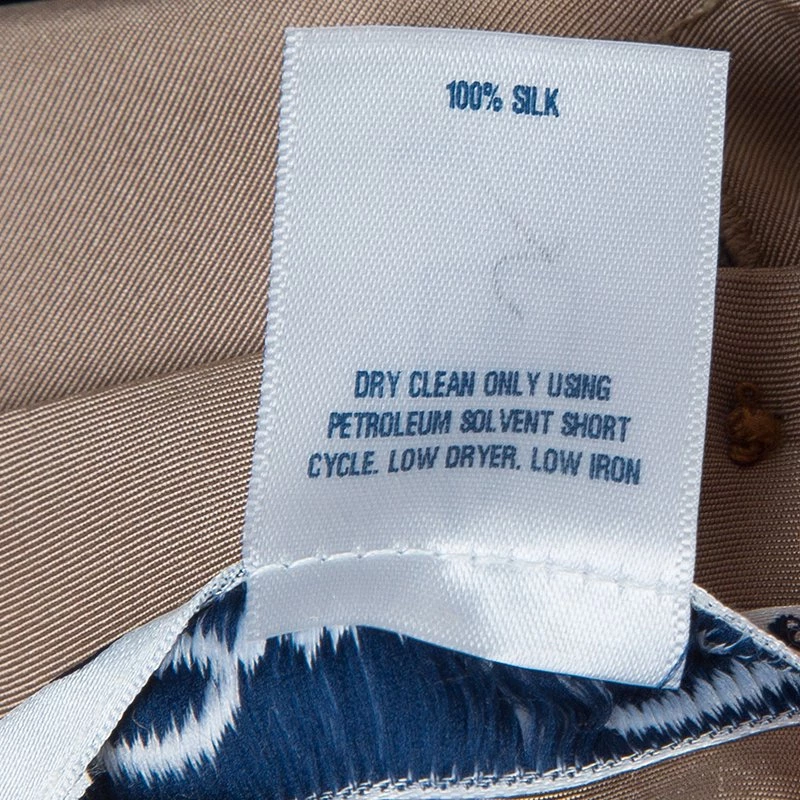 100% SILK
DRY CLEAN ONLY USING
PETROLEUM SOLVENT SHORT
CYCLE. LOW DRYER. LOW IRON